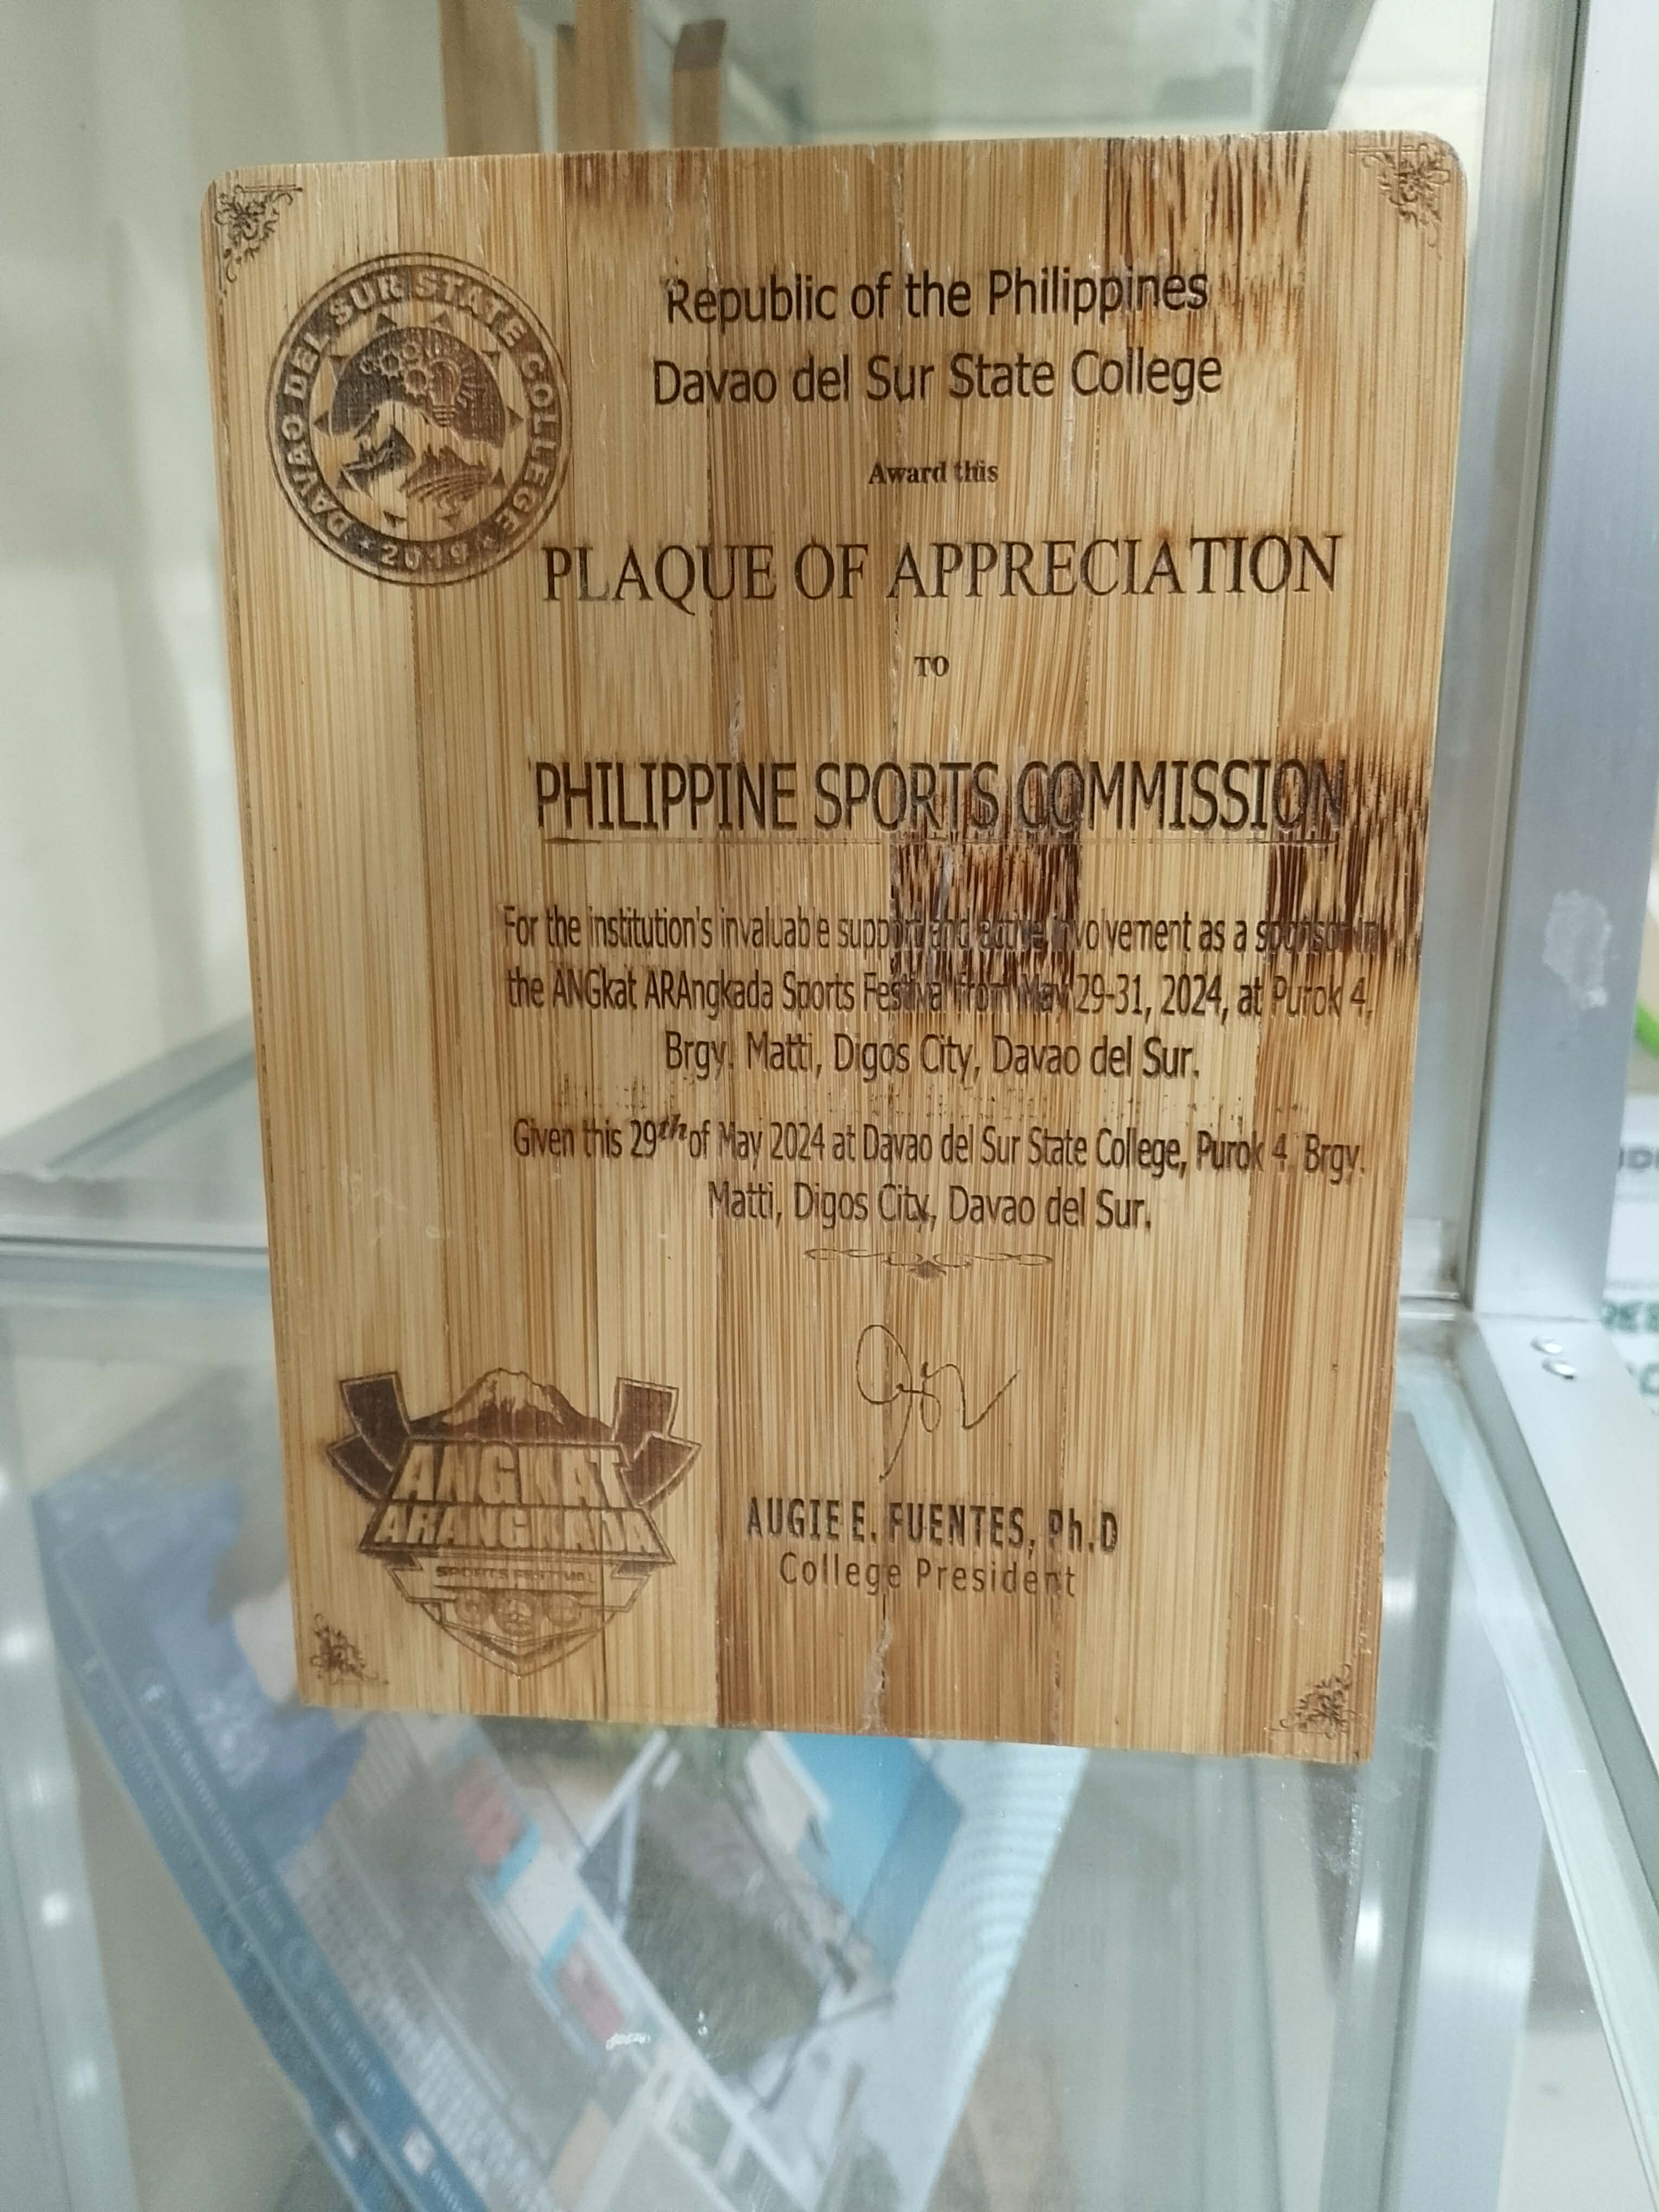 DAVAO DEL SUR STATE COLLEGE
2019
Republic of the Philippines
Davao del Sur State College
Award this
PLAQUE OF APPRECIATION
TO
PHILIPPINE SPORTS COMMISSION
For the institution's invaluable support and active involvement as a sponsor in
the ANGkat ARAngkada Sports Festival from May 29-31, 2024, at Purok 4,
Brgy. Matti, Digos City, Davao del Sur.
Given this 29th of May 2024 at Davao del Sur State College, Purok 4. Brgy.
Matti, Digos City, Davao del Sur.
AUGIE E. FUENTES, Ph.D
College President
ANGKAT
ARANGKADA
SPORTS FESTIVAL